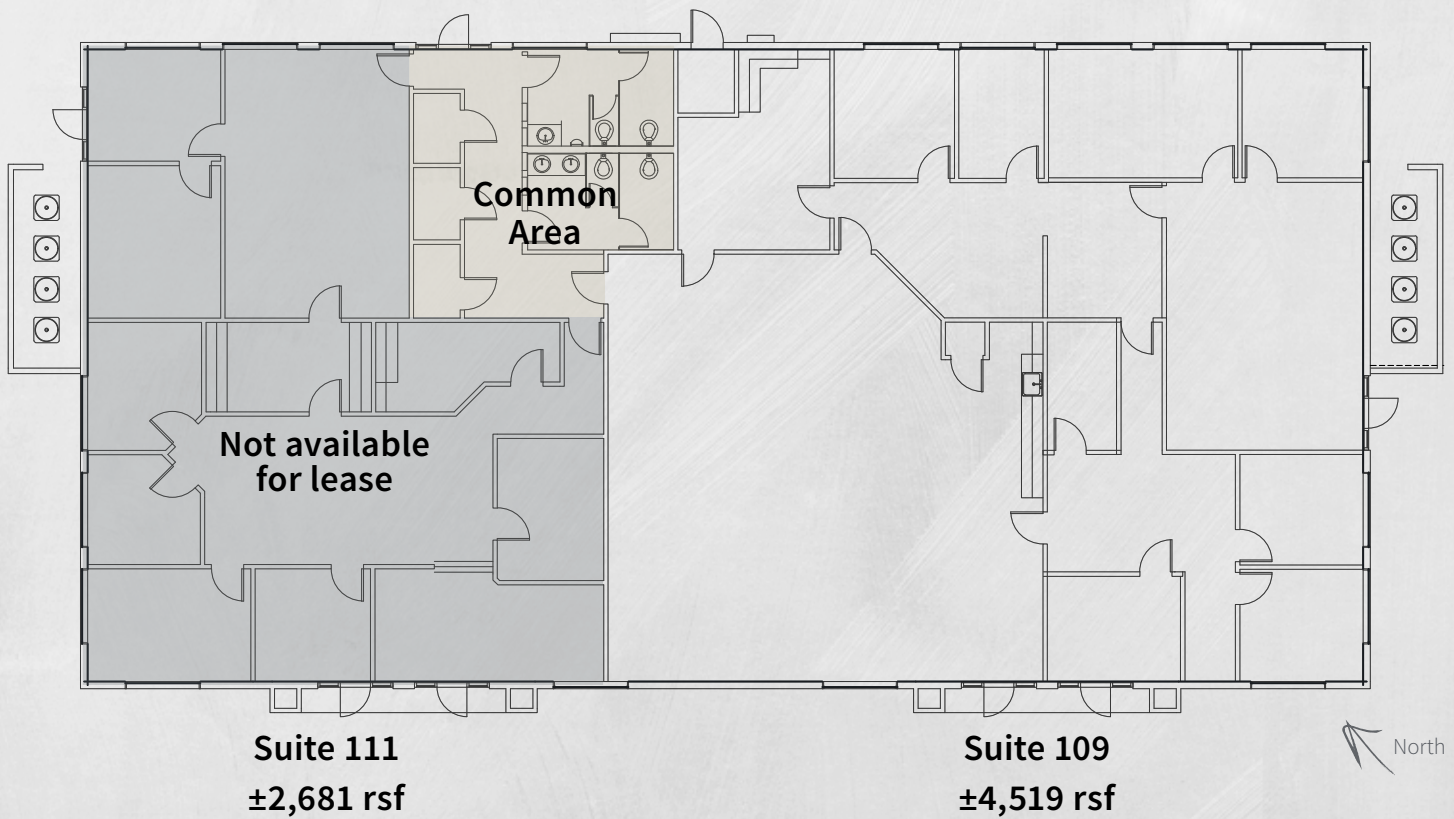 Common
Area
Not available
for lease
Suite 111
±2,681 rsf
Suite 109
±4,519 rsf
North